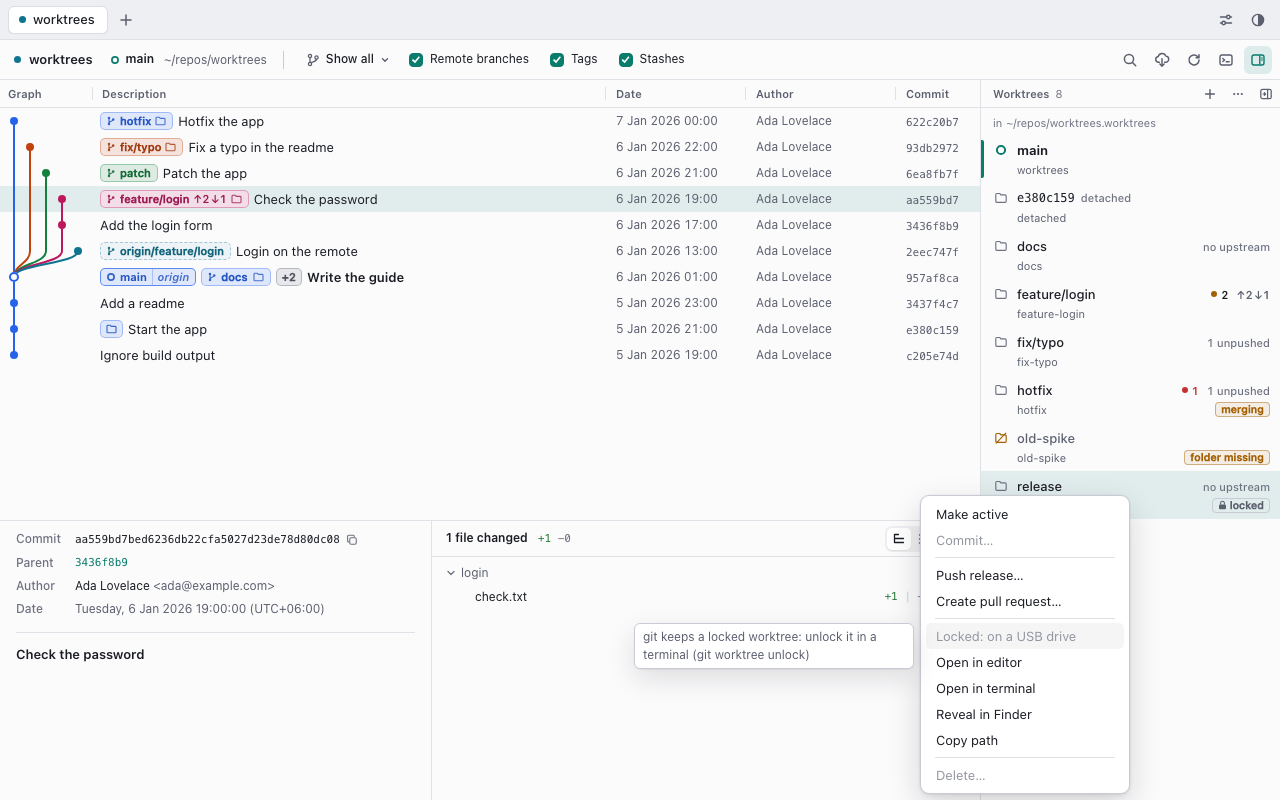 worktrees
worktrees main ~/repos/worktrees Show all Remote branches Tags Stashes
Graph Description Date Author Commit
hotfix Hotfix the app 7 Jan 2026 00:00 Ada Lovelace 622c20b7
fix/typo Fix a typo in the readme 6 Jan 2026 22:00 Ada Lovelace 93db2972
patch Patch the app 6 Jan 2026 21:00 Ada Lovelace 6ea8fb7f
feature/login ↑2↓1 Check the password 6 Jan 2026 19:00 Ada Lovelace aa559bd7
Add the login form 6 Jan 2026 17:00 Ada Lovelace 3436f8b9
origin/feature/login Login on the remote 6 Jan 2026 13:00 Ada Lovelace 2eec747f
main origin docs +2 Write the guide 6 Jan 2026 01:00 Ada Lovelace 957af8ca
Add a readme 5 Jan 2026 23:00 Ada Lovelace 3437f4c7
Start the app 5 Jan 2026 21:00 Ada Lovelace e380c159
Ignore build output 5 Jan 2026 19:00 Ada Lovelace c205e74d
Worktrees 8
in ~/repos/worktrees.worktrees
main
worktrees
e380c159 detached
detached
docs no upstream
docs
feature/login 2 ↑2↓1
feature-login
fix/typo 1 unpushed
fix-typo
hotfix 1 1 unpushed
hotfix merging
old-spike
old-spike folder missing
release no upstream
locked
Commit aa559bd7bed6236db22cfa5027d23de78d80dc08
Parent 3436f8b9
Author Ada Lovelace <ada@example.com>
Date Tuesday, 6 Jan 2026 19:00:00 (UTC+06:00)
Check the password
1 file changed +1 −0
login
check.txt +1
git keeps a locked worktree: unlock it in a
terminal (git worktree unlock)
Make active
Commit…
Push release…
Create pull request…
Locked: on a USB drive
Open in editor
Open in terminal
Reveal in Finder
Copy path
Delete…